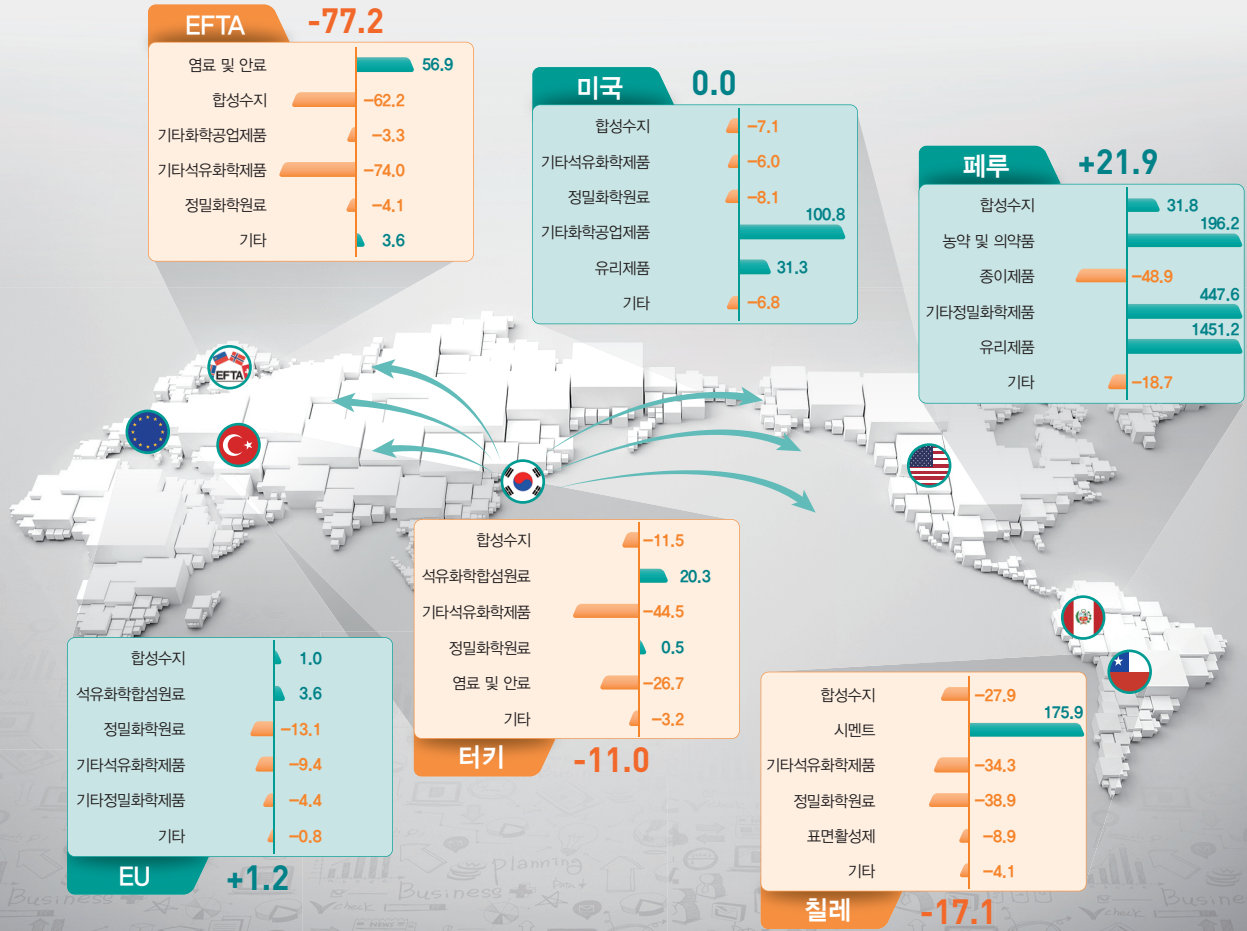 EFTA -77.2
염료 및 안료 56.9
합성수지 -62.2
기타화학공업제품 -3.3
기타석유화학제품 -74.0
정밀화학원료 -4.1
기타 3.6
미국 0.0
합성수지 -7.1
기타석유화학제품 -6.0
정밀화학원료 -8.1
기타화학공업제품 100.8
유리제품 31.3
기타 -6.8
페루 +21.9
합성수지 31.8
농약 및 의약품 196.2
종이제품 -48.9
기타정밀화학제품 447.6
유리제품 1451.2
기타 -18.7
EFTA
합성수지 -11.5
석유화학합섬원료 20.3
기타석유화학제품 -44.5
정밀화학원료 0.5
염료 및 안료 -26.7
기타 -3.2
터키 -11.0
합성수지 1.0
석유화학합섬원료 3.6
정밀화학원료 -13.1
기타석유화학제품 -9.4
기타정밀화학제품 -4.4
기타 -0.8
EU +1.2
합성수지 -27.9
시멘트 175.9
기타석유화학제품 -34.3
정밀화학원료 -38.9
표면활성제 -8.9
기타 -4.1
칠레 -17.1
planning
Business
check
Business
check
Business